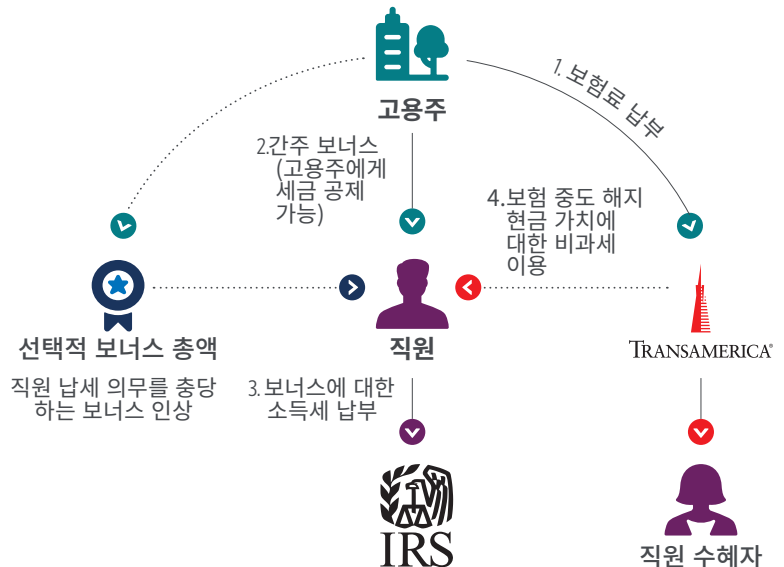 고용주
1. 보험료 납부
2.간주 보너스
(고용주에게
세금 공제
가능)
4.보험 중도 해지
현금 가치에
대한 비과세
이용
선택적 보너스 총액
직원 납세 의무를 충당
하는 보너스 인상
직원
TRANSAMERICA®
3. 보너스에 대한
소득세 납부
IRS
직원 수혜자